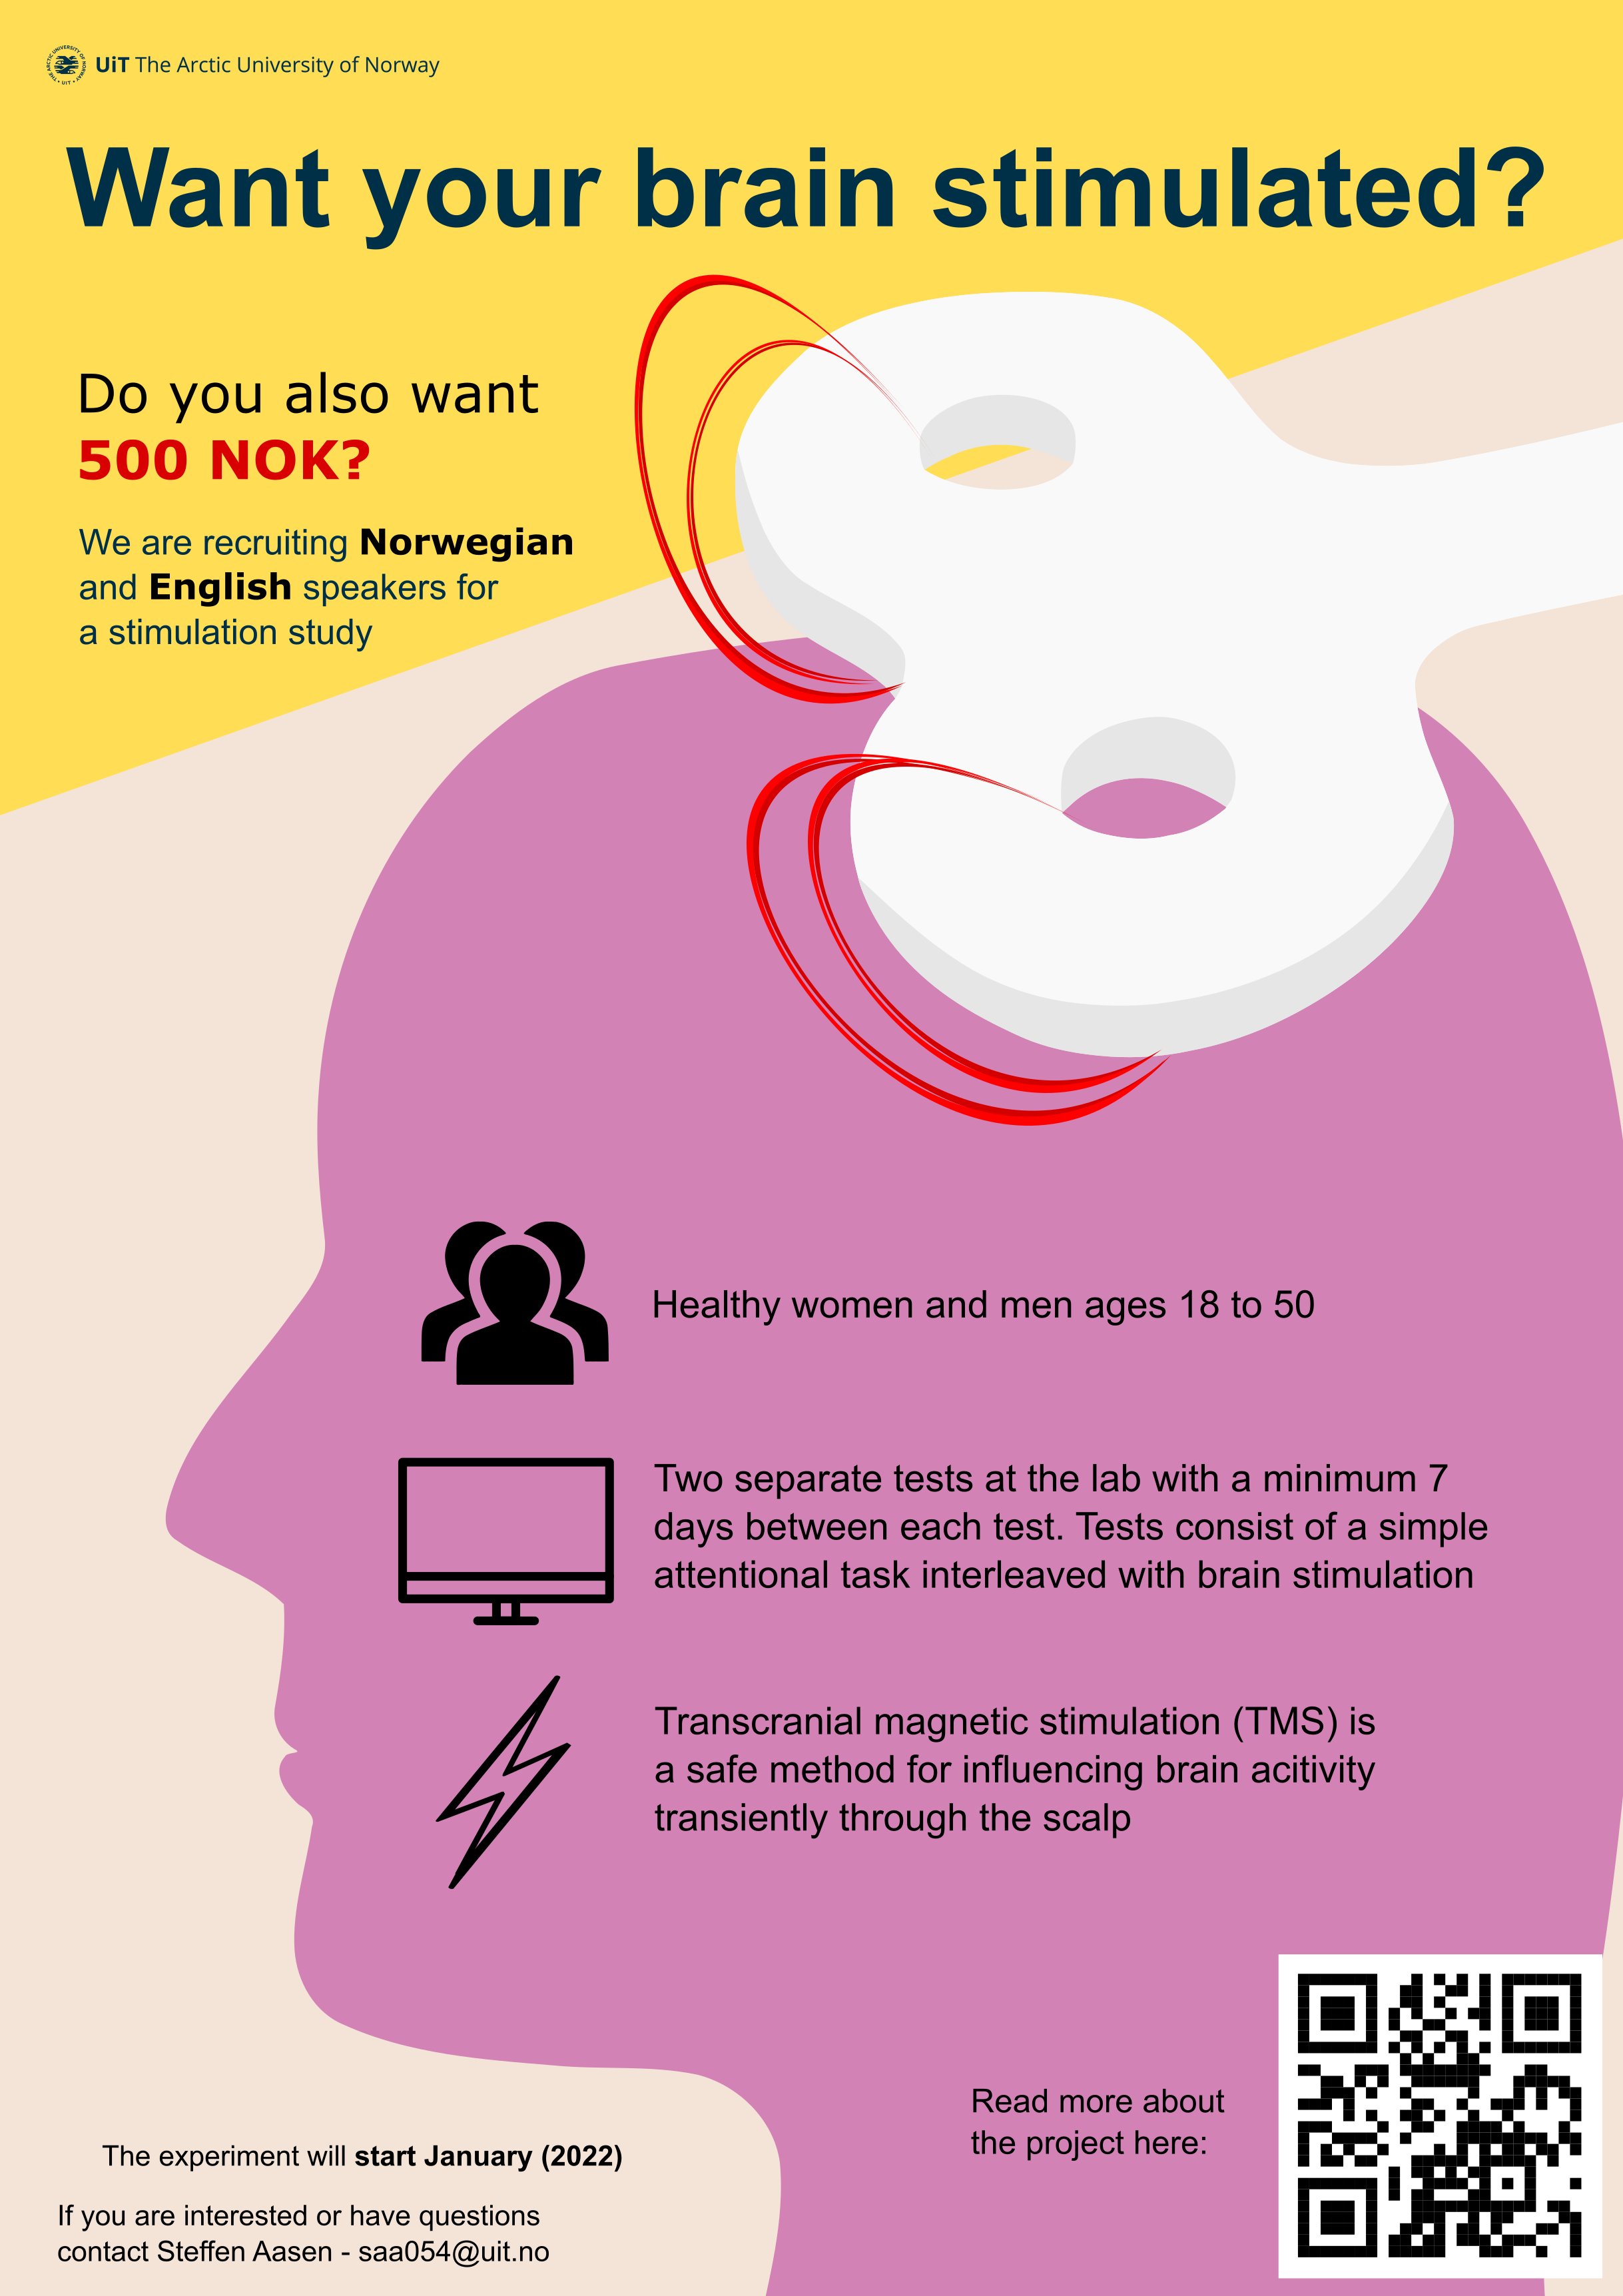 UiT The Arctic University of Norway
Want your brain stimulated?
Do you also want
500 NOK?
We are recruiting Norwegian
and English speakers for
a stimulation study
Healthy women and men ages 18 to 50
Two separate tests at the lab with a minimum 7
days between each test. Tests consist of a simple
attentional task interleaved with brain stimulation
Transcranial magnetic stimulation (TMS) is
a safe method for influencing brain acitivity
transiently through the scalp
Read more about
the project here:
The experiment will start January (2022)
If you are interested or have questions
contact Steffen Aasen - saa054@uit.no